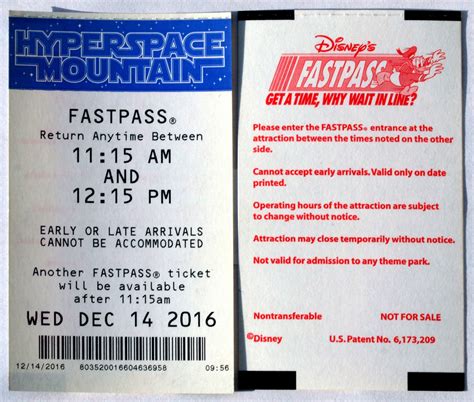 HYPERSPACE
MOUNTAIN
FASTPASS®
Return Anytime Between
11:15 AM
AND
12:15 PM
EARLY OR LATE ARRIVALS
CANNOT BE ACCOMMODATED
Another FASTPASS® ticket
will be available
after 11:15am
WED DEC 14 2016
12/14/2016 803520016604636958 09:56
Disney's
FASTPASS
GET A TIME, WHY WAIT IN LINE?
Please enter the FASTPASS® entrance at the
attraction between the times noted on the other
side.
Cannot accept early arrivals. Valid only on date
printed.
Operating hours of the attraction are subject
to change without notice.
Attraction may close temporarily without notice.
Not valid for admission to any theme park.
Nontransferable NOT FOR SALE
©Disney U.S. Patent No. 6,173,209